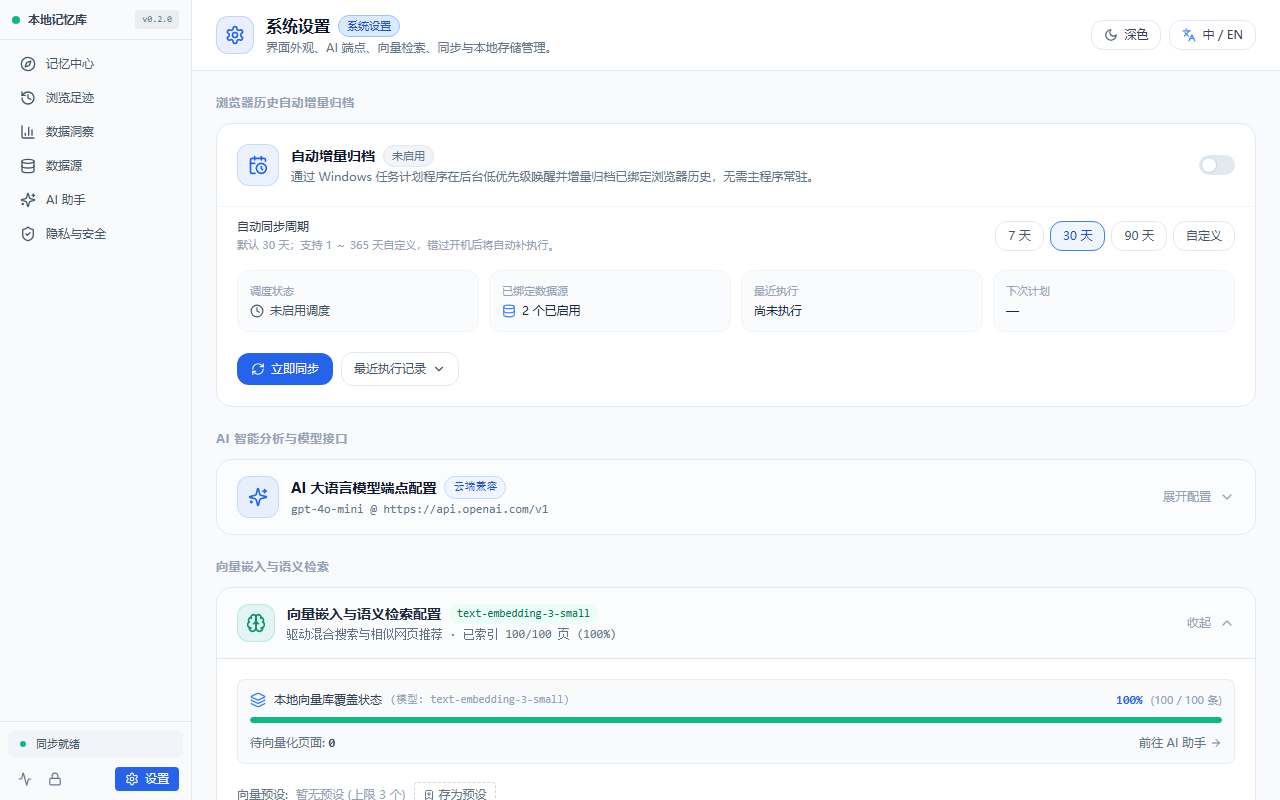 本地记忆库 v0.2.0
记忆中心
浏览足迹
数据洞察
数据源
AI 助手
隐私与安全
同步就绪
设置
系统设置 系统设置
界面外观、AI 端点、向量检索、同步与本地存储管理。
深色
中 / EN
浏览器历史自动增量归档
自动增量归档 未启用
通过 Windows 任务计划程序在后台低优先级唤醒并增量归档已绑定浏览器历史，无需主程序常驻。
自动同步周期
默认 30 天；支持 1 ～ 365 天自定义，错过开机后将自动补执行。
7 天 30 天 90 天 自定义
调度状态
未启用调度
已绑定数据源
2 个已启用
最近执行
尚未执行
下次计划
—
立即同步 最近执行记录
AI 智能分析与模型接口
AI 大语言模型端点配置 云端兼容
gpt-4o-mini @ https://api.openai.com/v1
展开配置
向量嵌入与语义检索
向量嵌入与语义检索配置 text-embedding-3-small
驱动混合搜索与相似网页推荐 · 已索引 100/100 页 (100%)
收起
本地向量库覆盖状态 (模型: text-embedding-3-small) 100% (100 / 100 条)
待向量化页面: 0 前往 AI 助手 →
向量预设: 暂无预设 (上限 3 个) 存为预设